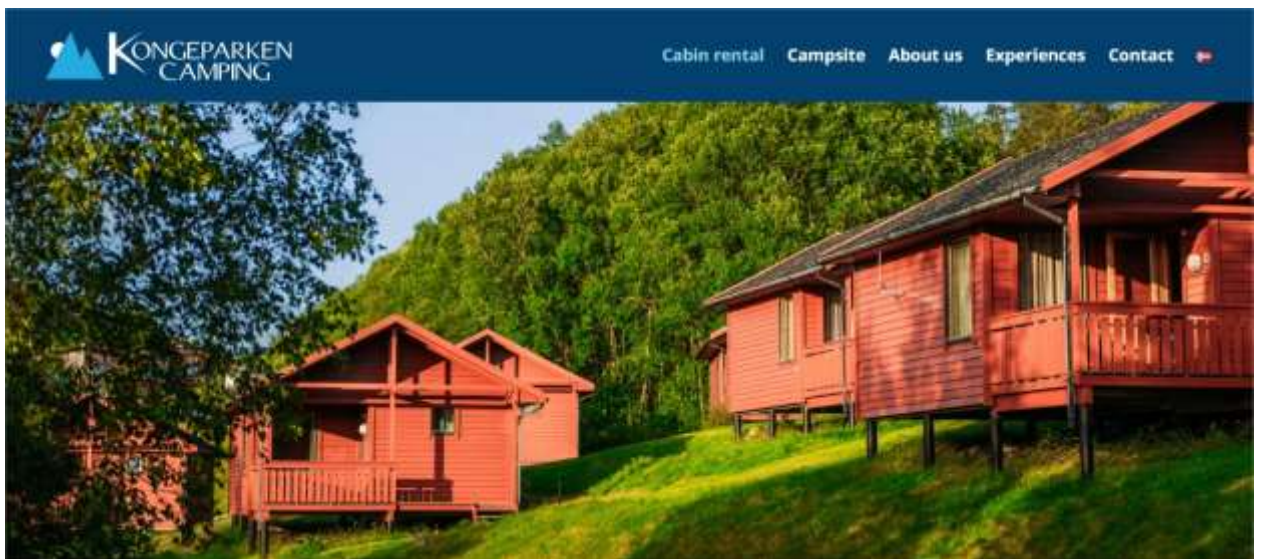 KONGEPARKEN
CAMPING
Cabin rental Campsite About us Experiences Contact